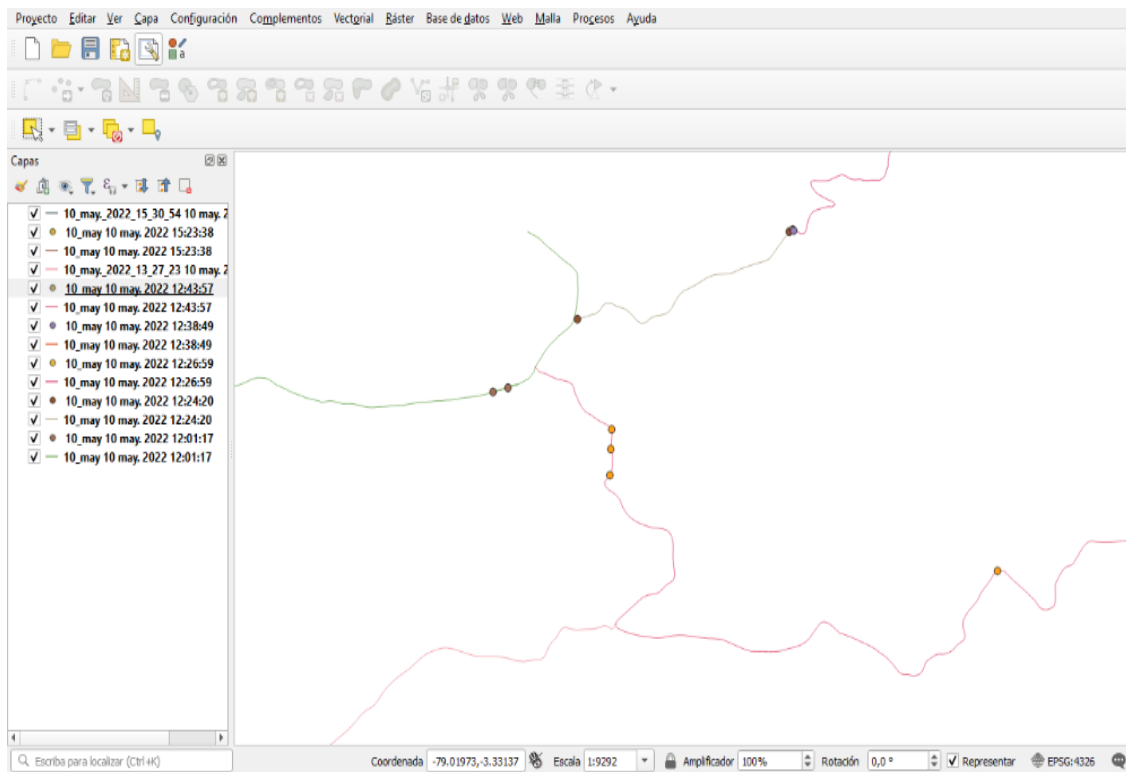 Proyecto Editar Ver Capa Configuración Complementos Vectorial Ráster Base de datos Web Malla Procesos Ayuda
Capas
10_may._2022_15_30_54 10 may. 2
10_may 10 may. 2022 15:23:38
10_may 10 may. 2022 15:23:38
10_may._2022_13_27_23 10 may. 2
10_may 10 may. 2022 12:43:57
10_may 10 may. 2022 12:43:57
10_may 10 may. 2022 12:38:49
10_may 10 may. 2022 12:38:49
10_may 10 may. 2022 12:26:59
10_may 10 may. 2022 12:26:59
10_may 10 may. 2022 12:24:20
10_may 10 may. 2022 12:24:20
10_may 10 may. 2022 12:01:17
10_may 10 may. 2022 12:01:17
Escriba para localizar (Ctrl+K) Coordenada -79.01973,-3.33137 Escala 1:9292 Amplificador 100% Rotación 0,0 ° Representar EPSG:4326